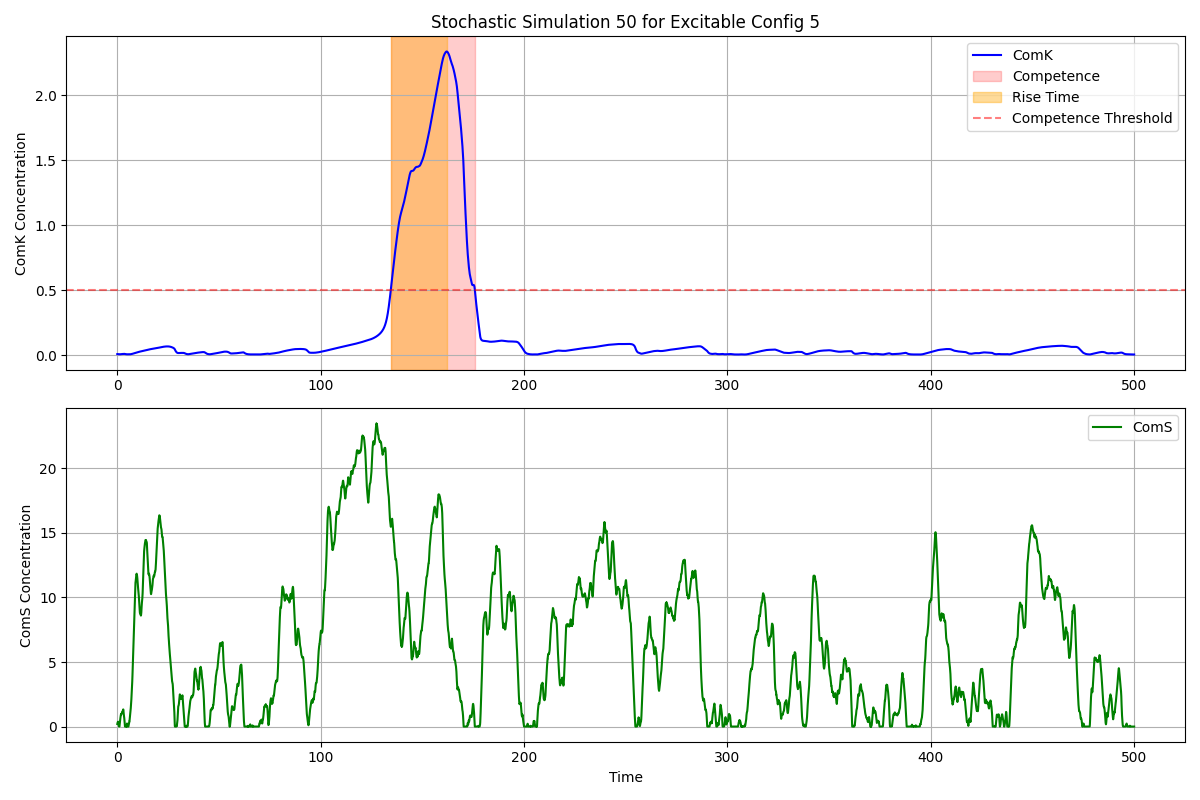 Stochastic Simulation 50 for Excitable Config 5
ComK Concentration
2.0
1.5
1.0
0.5
0.0
ComK
Competence
Rise Time
Competence Threshold
0 100 200 300 400 500
ComS Concentration
20
15
10
5
0
ComS
0 100 200 300 400 500
Time